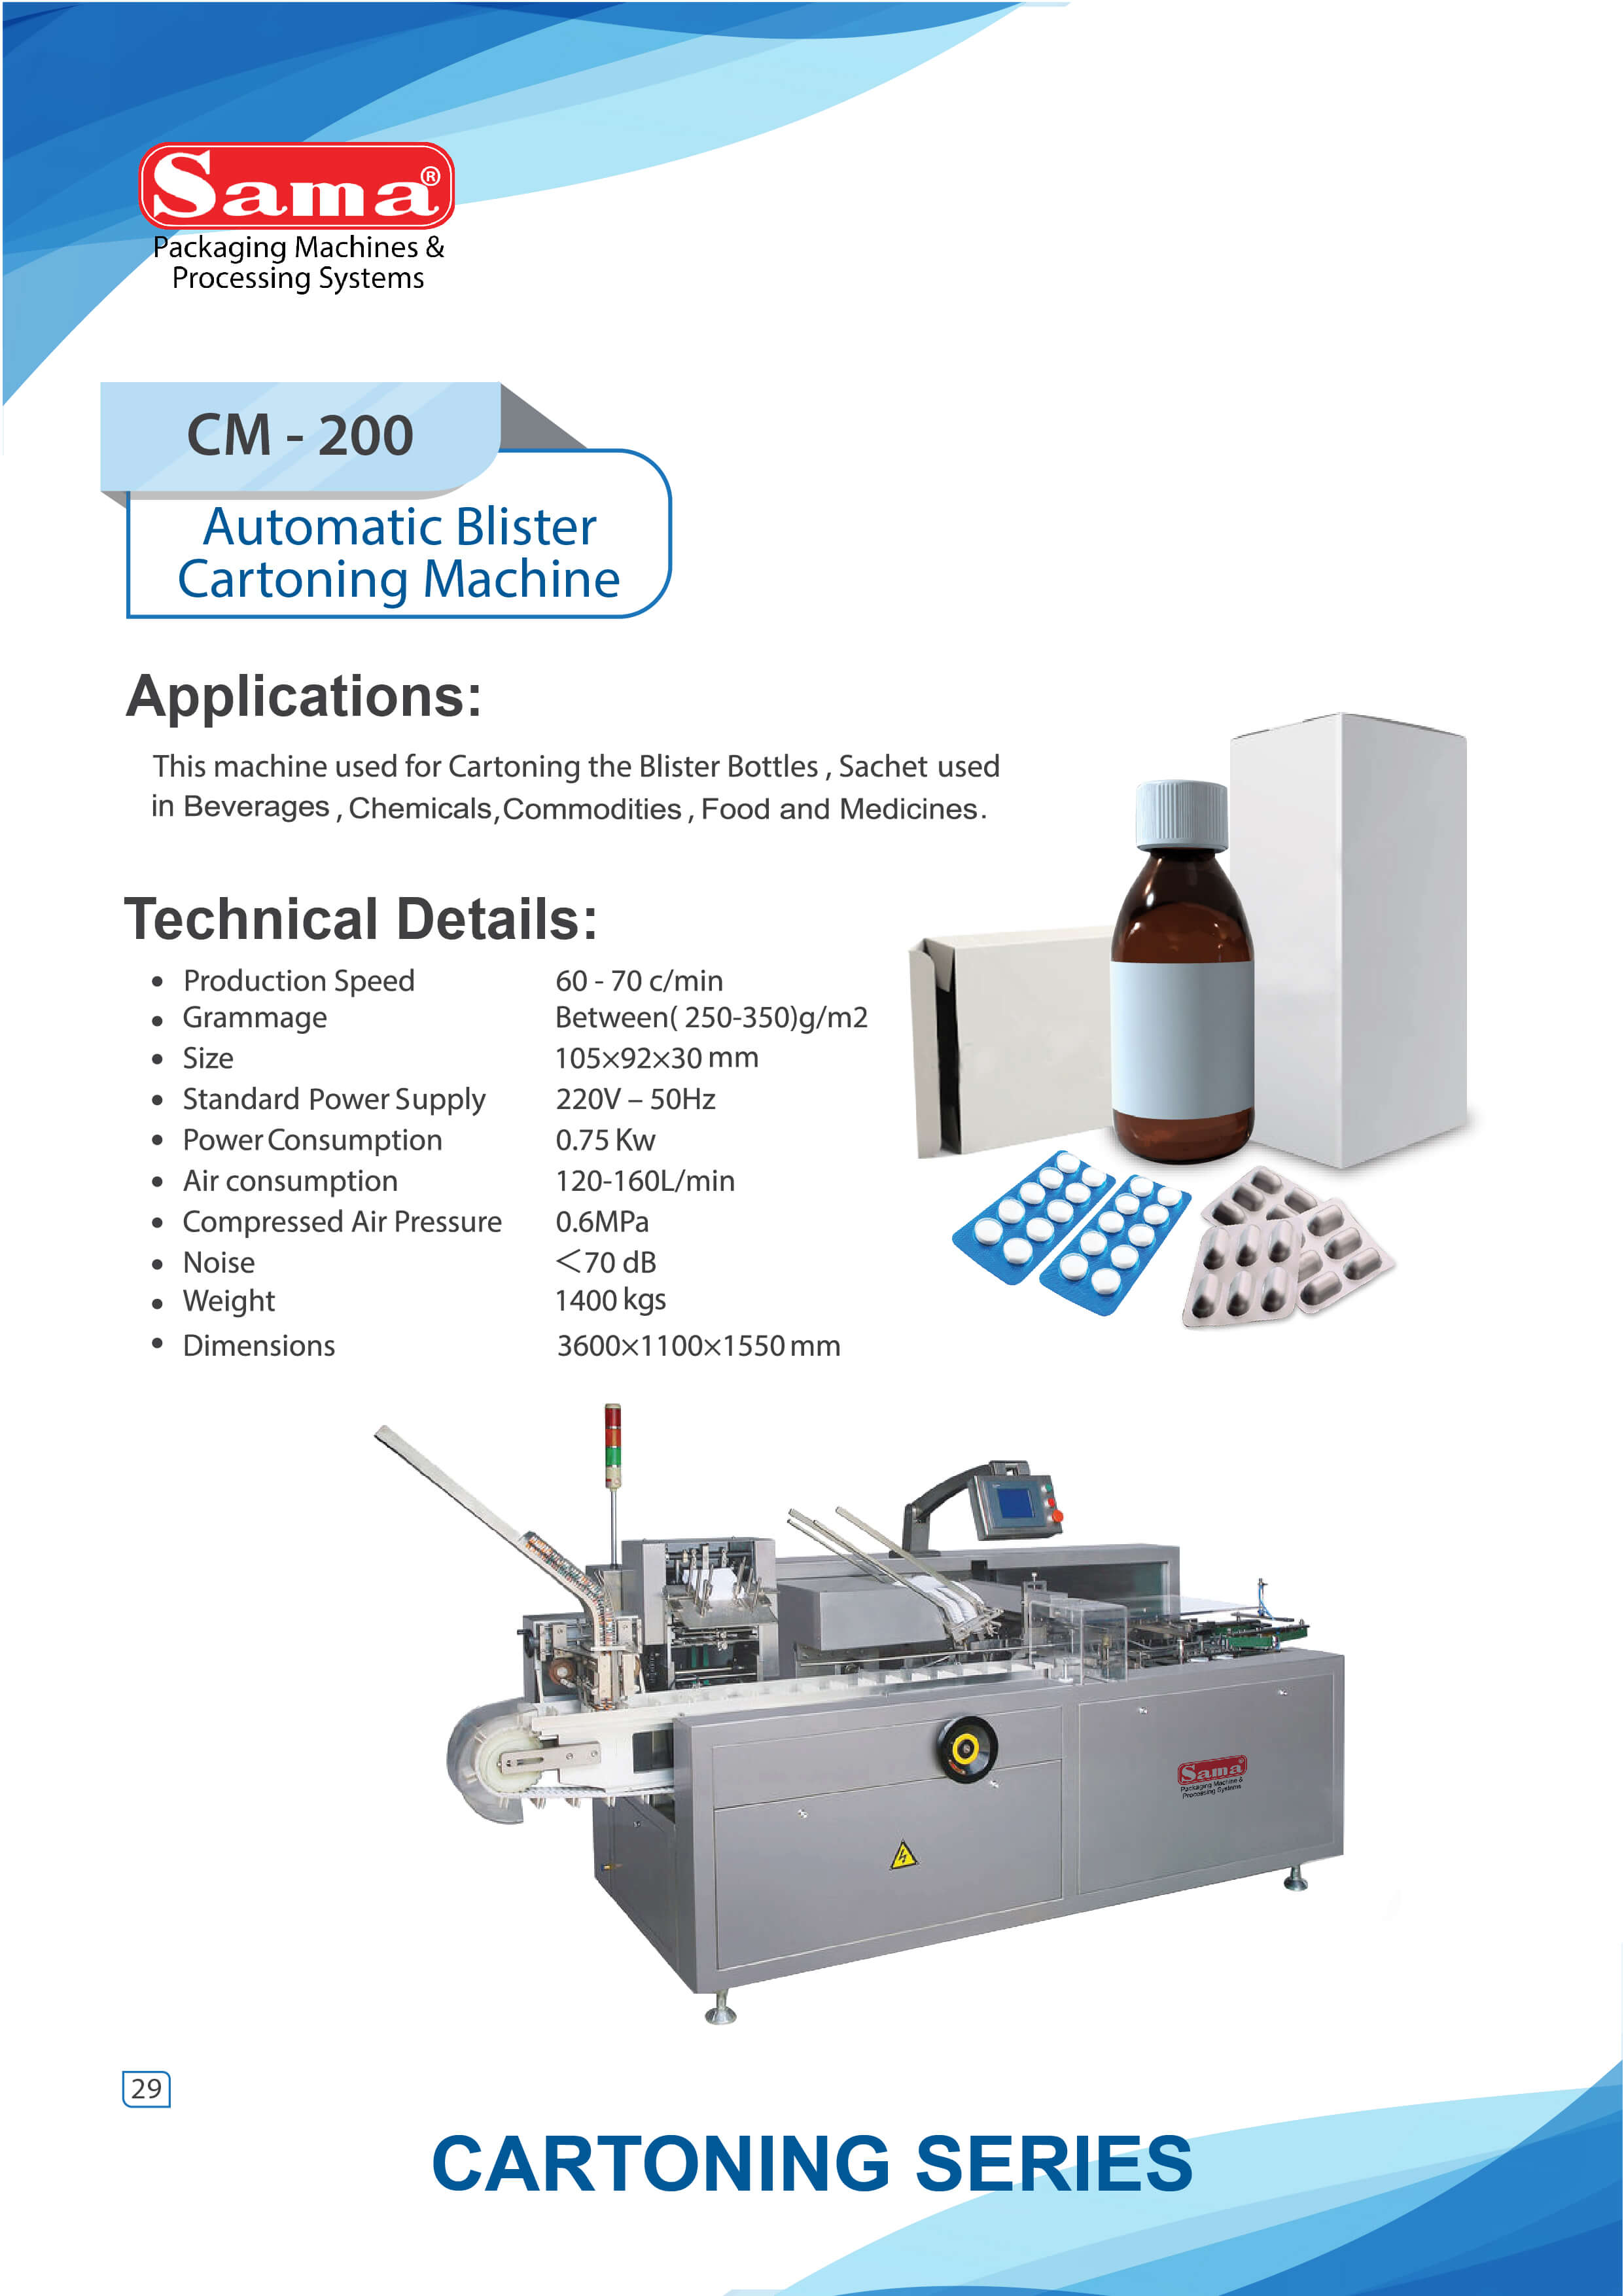 Sama®
Packaging Machines &
Processing Systems
CM - 200
Automatic Blister
Cartoning Machine
Applications:
This machine used for Cartoning the Blister Bottles , Sachet used
in Beverages , Chemicals, Commodities , Food and Medicines.
Technical Details:
• Production Speed 60 - 70 c/min
• Grammage Between( 250-350)g/m2
• Size 105×92×30 mm
• Standard Power Supply 220V – 50Hz
• Power Consumption 0.75 Kw
• Air consumption 120-160L/min
• Compressed Air Pressure 0.6MPa
• Noise <70 dB
• Weight 1400 kgs
• Dimensions 3600×1100×1550 mm
Sama
Packaging Machine &
Processing Systems
29
CARTONING SERIES